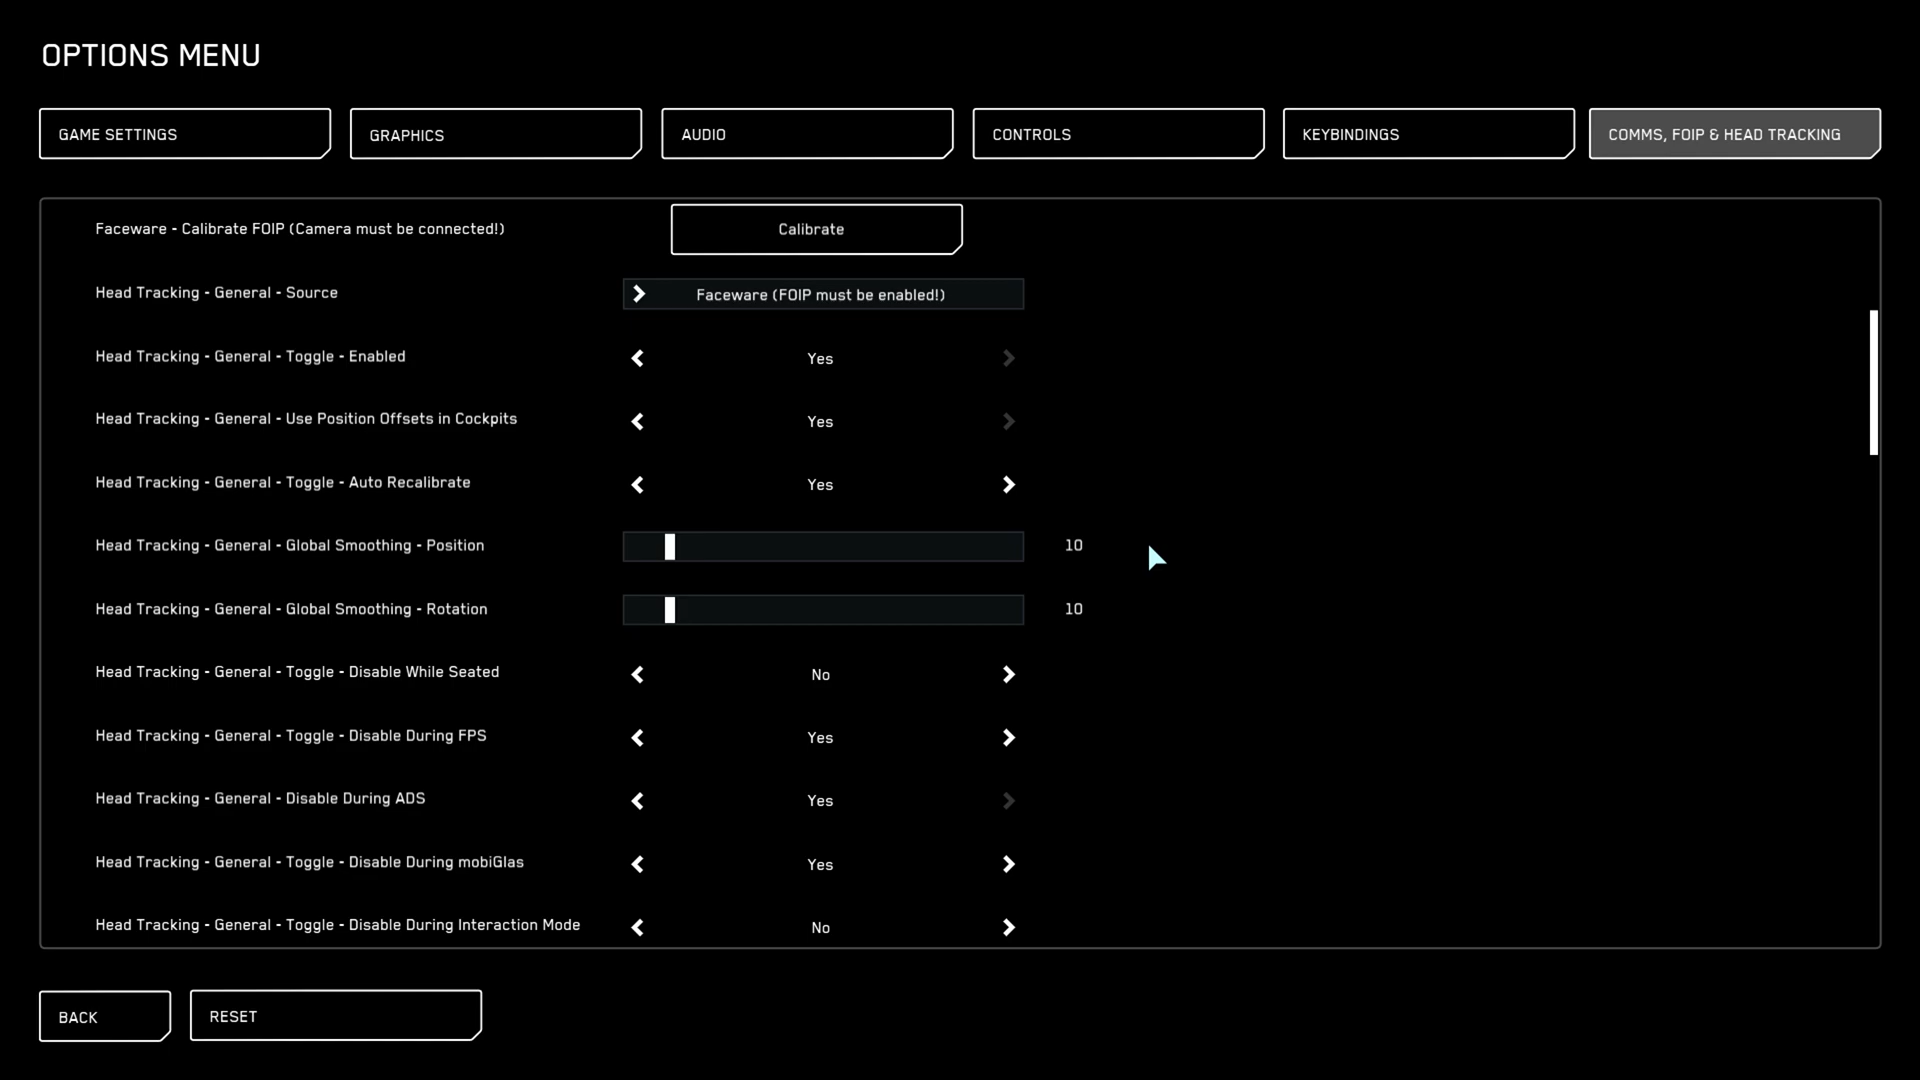 OPTIONS MENU
GAME SETTINGS
GRAPHICS
AUDIO
CONTROLS
KEYBINDINGS
COMMS, FOIP & HEAD TRACKING
Faceware - Calibrate FOIP (Camera must be connected!)
Calibrate
Head Tracking - General - Source
Faceware (FOIP must be enabled!)
Head Tracking - General - Toggle - Enabled
Yes
Head Tracking - General - Use Position Offsets in Cockpits
Yes
Head Tracking - General - Toggle - Auto Recalibrate
Yes
Head Tracking - General - Global Smoothing - Position
10
Head Tracking - General - Global Smoothing - Rotation
10
Head Tracking - General - Toggle - Disable While Seated
No
Head Tracking - General - Toggle - Disable During FPS
Yes
Head Tracking - General - Disable During ADS
Yes
Head Tracking - General - Toggle - Disable During mobiGlas
Yes
Head Tracking - General - Toggle - Disable During Interaction Mode
No
BACK
RESET